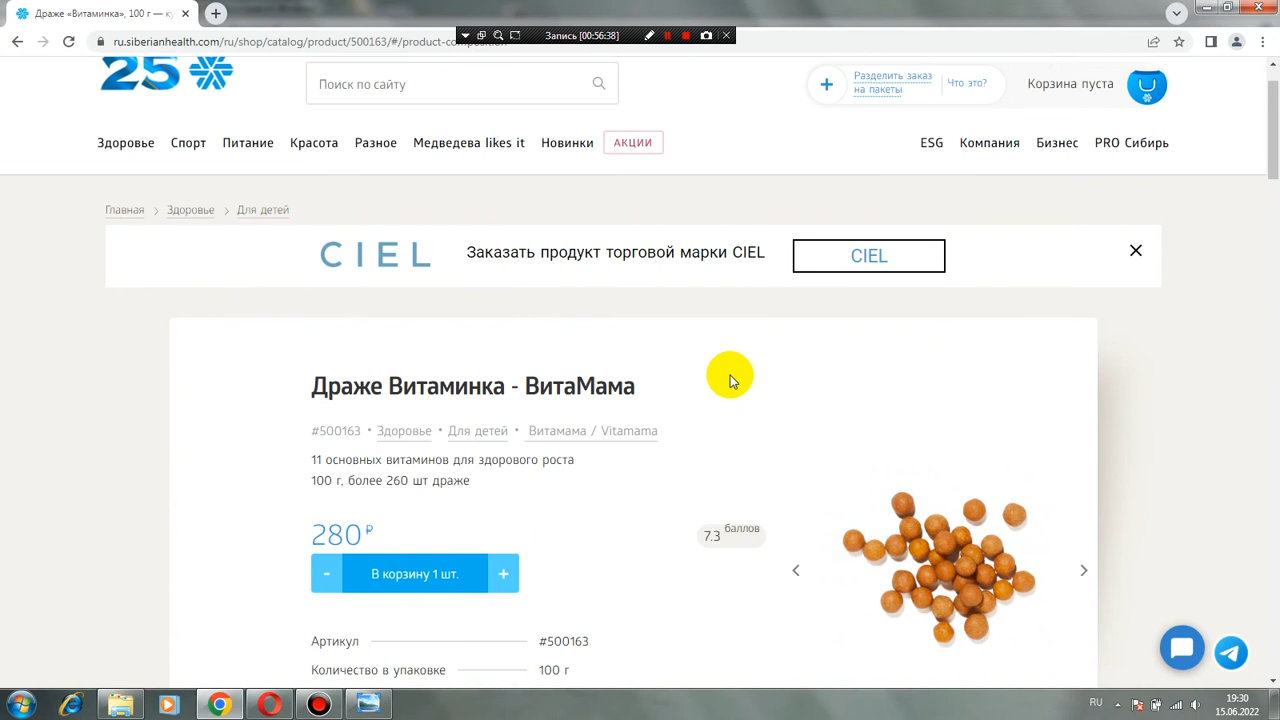 Драже «Витаминка», 100 г — ку
Запись [00:56:38]
ru.siberianhealth.com/ru/shop/catalog/product/500163/#/product-composition
25
Поиск по сайту
Разделить заказ
на пакеты
Что это?
Корзина пуста
Здоровье Спорт Питание Красота Разное Медведева likes it Новинки АКЦИИ ESG Компания Бизнес PRO Сибирь
Главная Здоровье Для детей
CIEL Заказать продукт торговой марки CIEL CIEL
Драже Витаминка - ВитаМама
#500163 • Здоровье • Для детей • Витамама / Vitamama
11 основных витаминов для здорового роста
100 г, более 260 шт драже
280 ₽
7.3 баллов
- В корзину 1 шт. +
Артикул #500163
Количество в упаковке 100 г
RU
19:30
15.06.2022